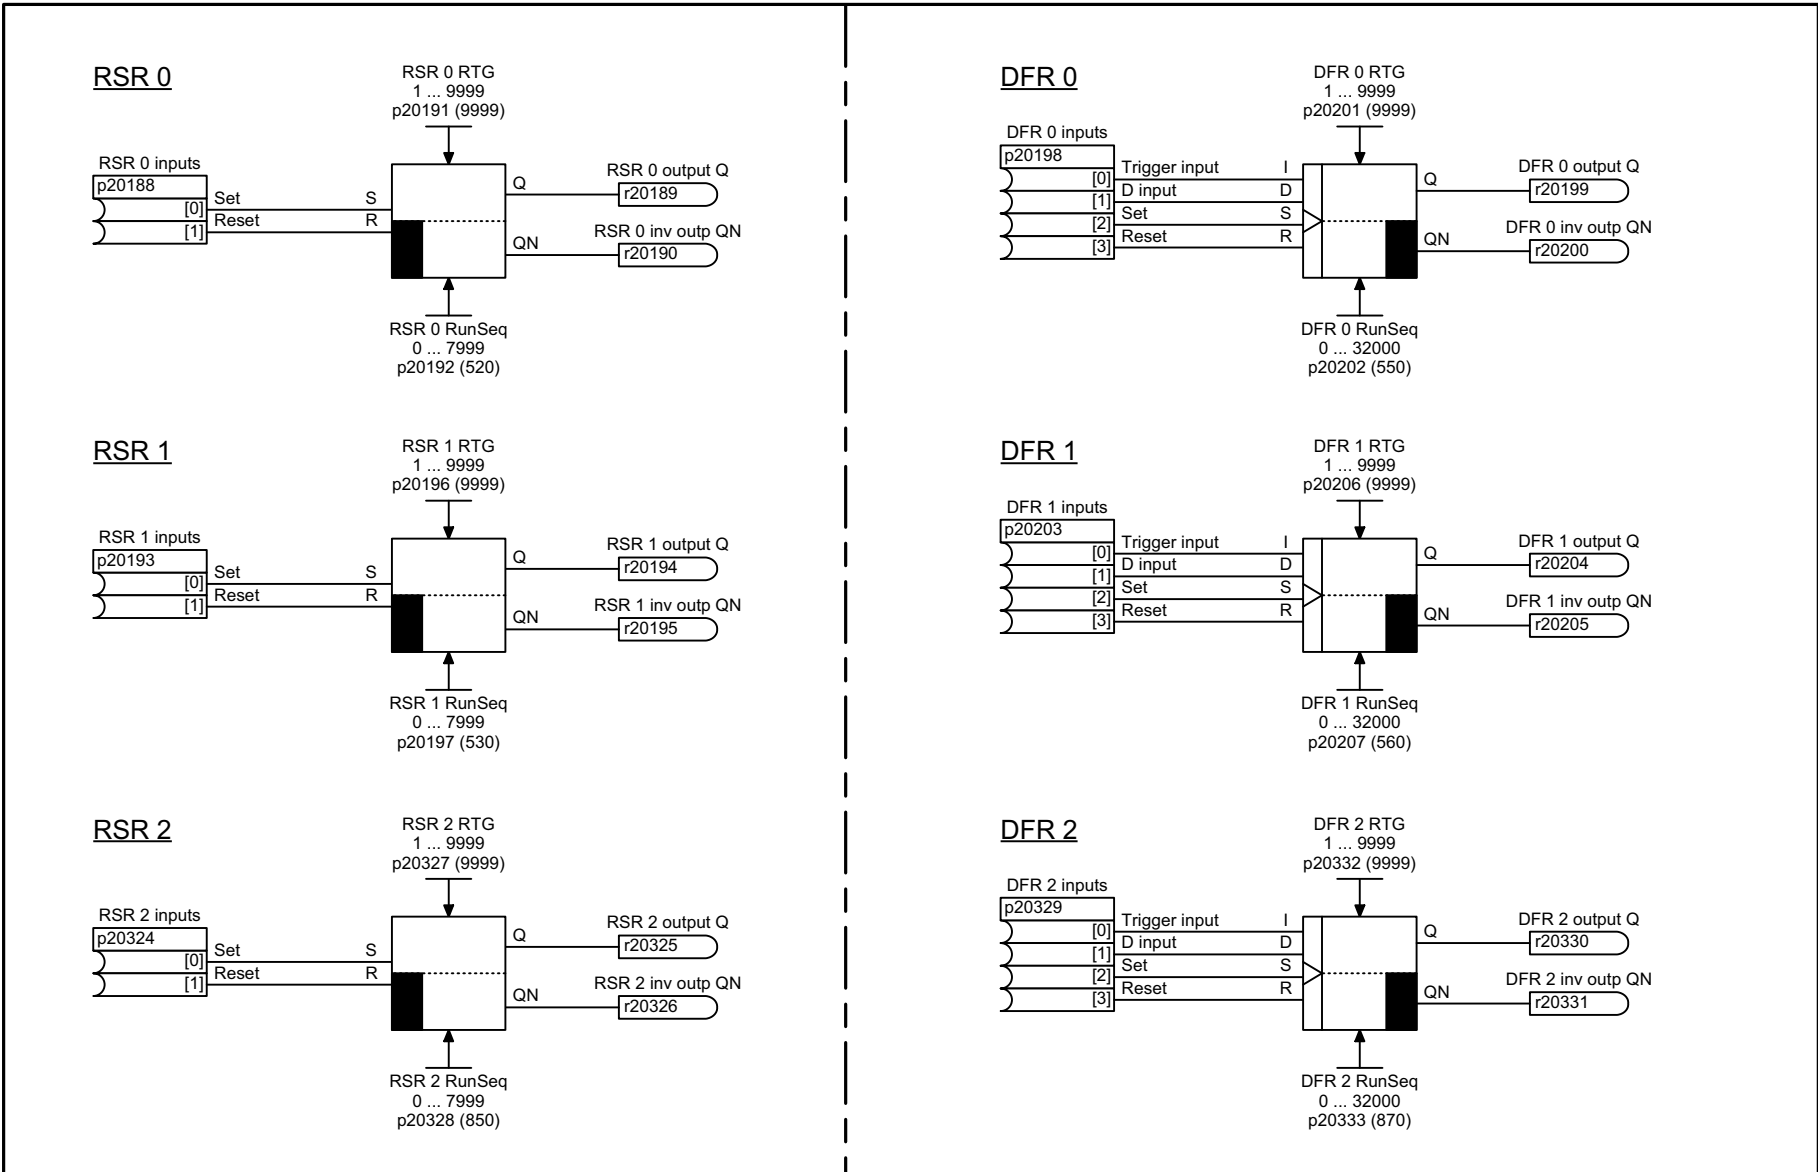 RSR 0
RSR 0 RTG
1 ... 9999
p20191 (9999)
RSR 0 inputs
p20188
[0]
Set
S
[1]
Reset
R
Q
RSR 0 output Q
r20189
QN
RSR 0 inv outp QN
r20190
RSR 0 RunSeq
0 ... 7999
p20192 (520)
RSR 1
RSR 1 RTG
1 ... 9999
p20196 (9999)
RSR 1 inputs
p20193
[0]
Set
S
[1]
Reset
R
Q
RSR 1 output Q
r20194
QN
RSR 1 inv outp QN
r20195
RSR 1 RunSeq
0 ... 7999
p20197 (530)
RSR 2
RSR 2 RTG
1 ... 9999
p20327 (9999)
RSR 2 inputs
p20324
[0]
Set
S
[1]
Reset
R
Q
RSR 2 output Q
r20325
QN
RSR 2 inv outp QN
r20326
RSR 2 RunSeq
0 ... 7999
p20328 (850)
DFR 0
DFR 0 RTG
1 ... 9999
p20201 (9999)
DFR 0 inputs
p20198
[0]
Trigger input
I
[1]
D input
D
[2]
Set
S
[3]
Reset
R
Q
DFR 0 output Q
r20199
QN
DFR 0 inv outp QN
r20200
DFR 0 RunSeq
0 ... 32000
p20202 (550)
DFR 1
DFR 1 RTG
1 ... 9999
p20206 (9999)
DFR 1 inputs
p20203
[0]
Trigger input
I
[1]
D input
D
[2]
Set
S
[3]
Reset
R
Q
DFR 1 output Q
r20204
QN
DFR 1 inv outp QN
r20205
DFR 1 RunSeq
0 ... 32000
p20207 (560)
DFR 2
DFR 2 RTG
1 ... 9999
p20332 (9999)
DFR 2 inputs
p20329
[0]
Trigger input
I
[1]
D input
D
[2]
Set
S
[3]
Reset
R
Q
DFR 2 output Q
r20330
QN
DFR 2 inv outp QN
r20331
DFR 2 RunSeq
0 ... 32000
p20333 (870)